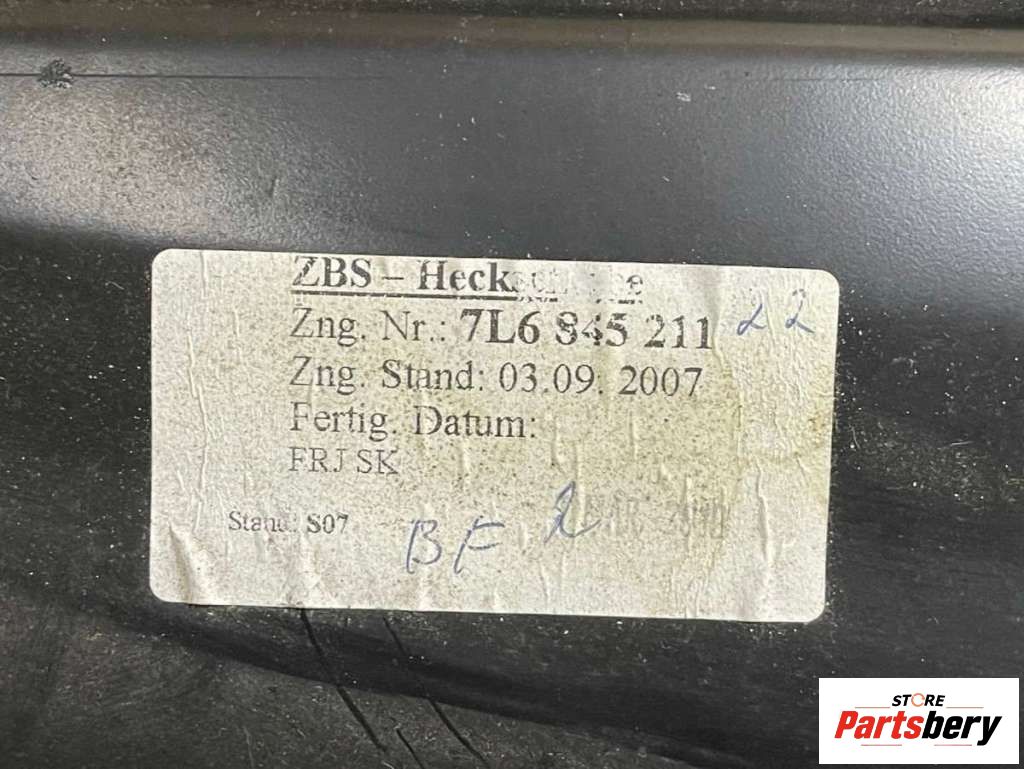 ZBS – Heckscheibe
Zng. Nr.: 7L6 845 211 22
Zng. Stand: 03.09. 2007
Fertig. Datum:
FRJ SK
Stand: S07
BF 2
STORE
Partsbery